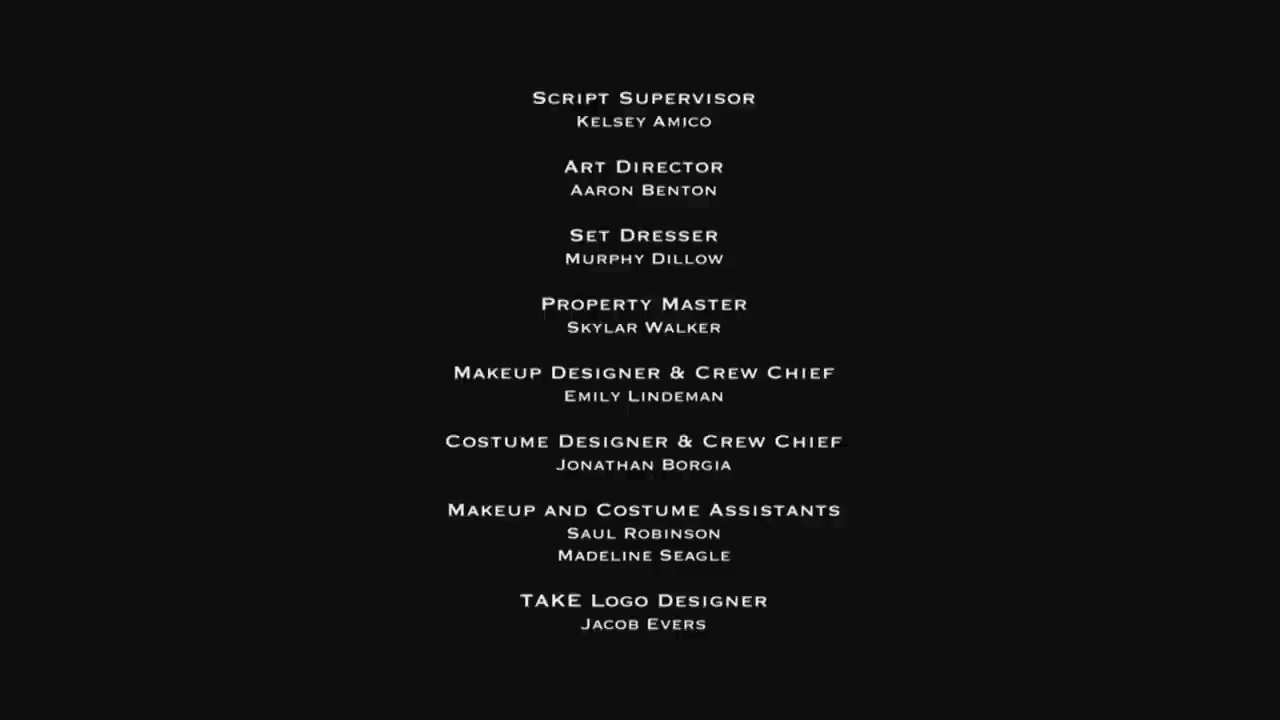 Script Supervisor
Kelsey Amico
Art Director
Aaron Benton
Set Dresser
Murphy Dillow
Property Master
Skylar Walker
Makeup Designer & Crew Chief
Emily Lindeman
Costume Designer & Crew Chief
Jonathan Borgia
Makeup and Costume Assistants
Saul Robinson
Madeline Seagle
TAKE Logo Designer
Jacob Evers